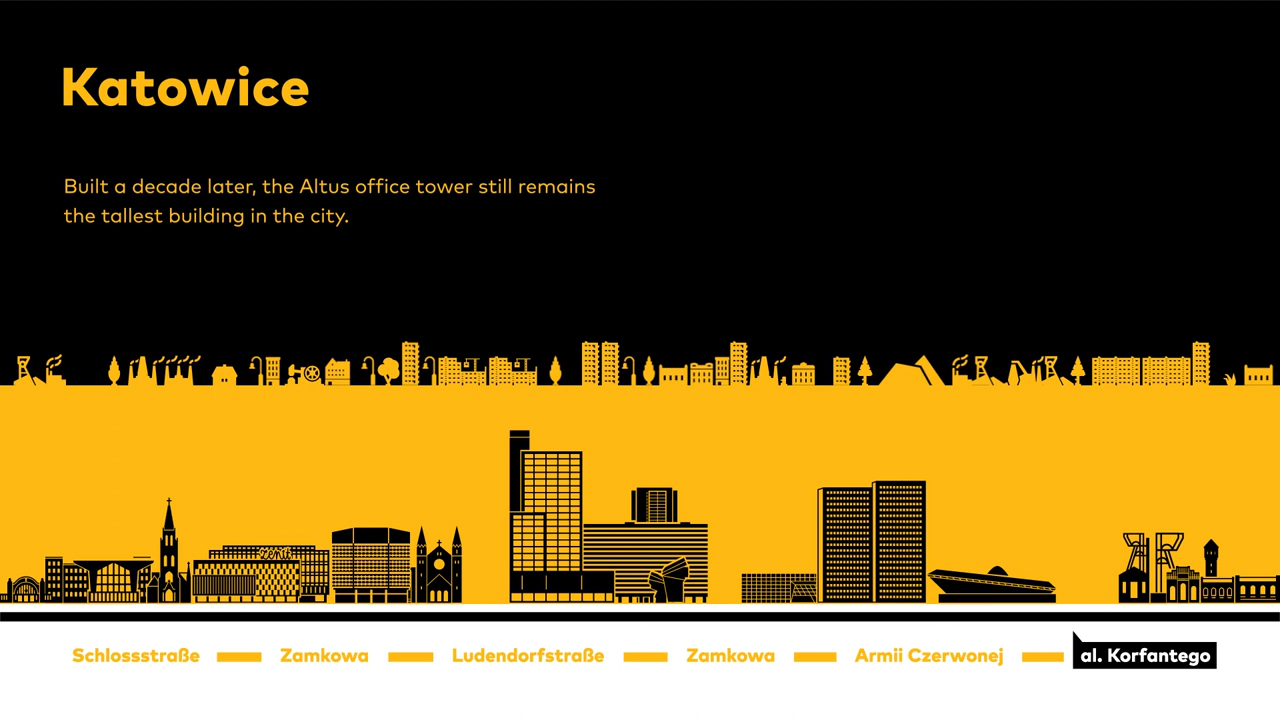 Katowice
Built a decade later, the Altus office tower still remains
the tallest building in the city.
Zenit
Schlossstraße Zamkowa Ludendorfstraße Zamkowa Armii Czerwonej al. Korfantego